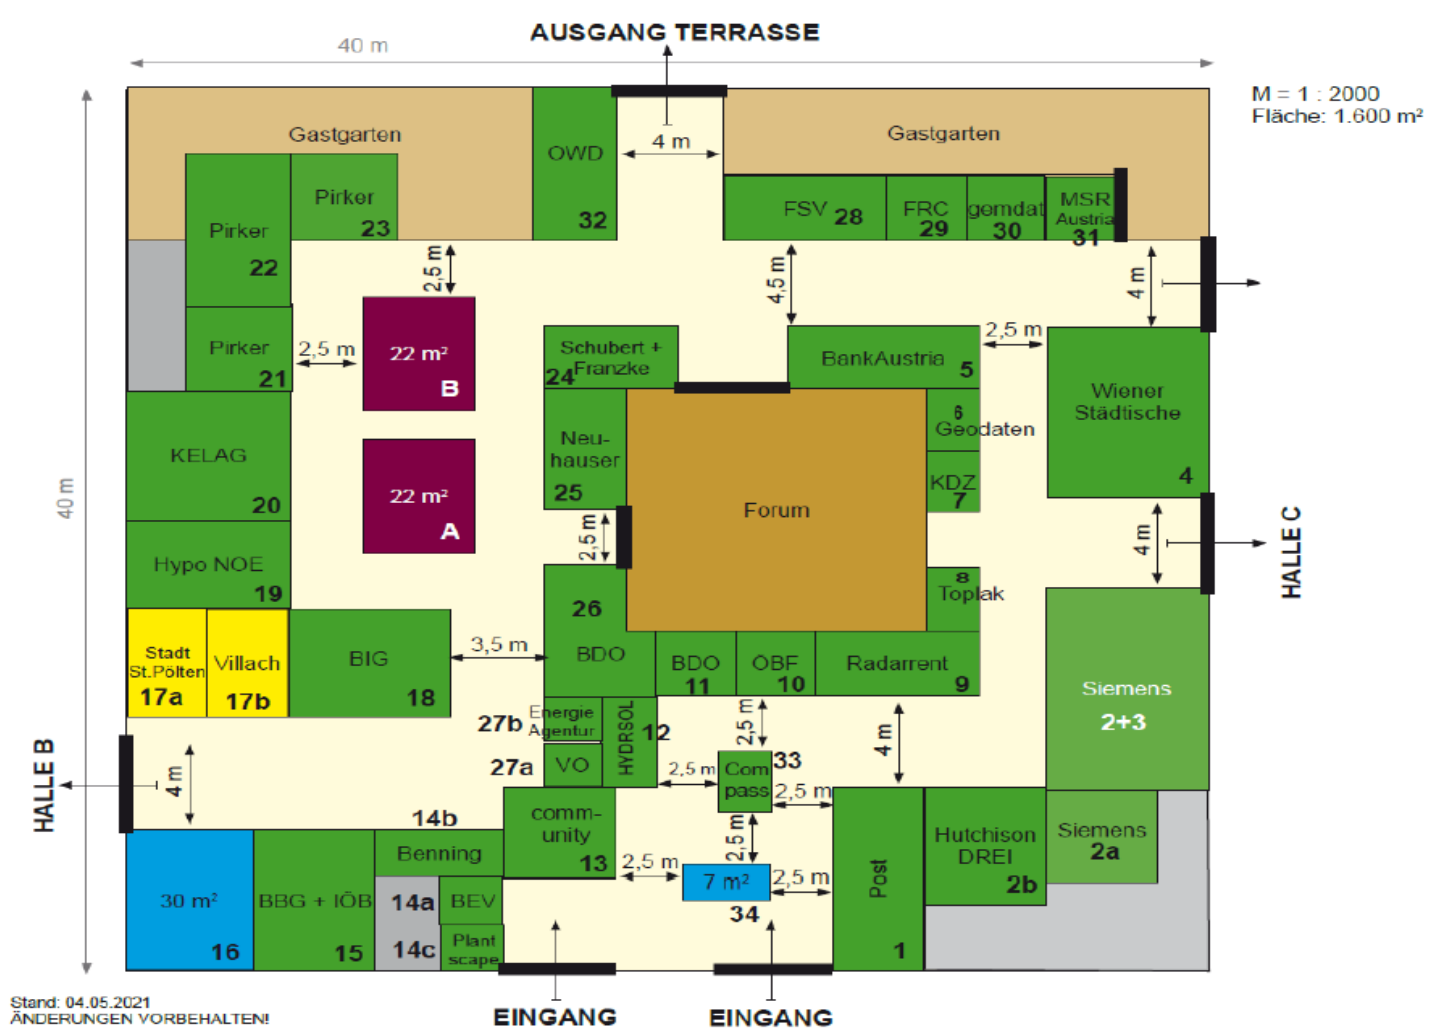 AUSGANG TERRASSE
40 m
M = 1 : 2000
Fläche: 1.600 m²
Gastgarten
OWD
32
4 m
Gastgarten
Pirker
23
Pirker
22
FSV 28
FRC
29
gemdat
30
MSR
Austria
31
2,5 m
4,5 m
4 m
Pirker
21
2,5 m
22 m²
B
Schubert +
Franzke
24
BankAustria
5
2,5 m
Wiener
Städtische
4
6
Geodaten
KELAG
20
Neu-
hauser
25
KDZ
7
40 m
22 m²
A
Forum
2,5 m
4 m
HALLE C
Hypo NOE
19
8
Toplak
26
BDO
Stadt
St.Pölten
17a
Villach
17b
BIG
18
3,5 m
BDO
11
ÖBF
10
Radarrent
9
Siemens
2+3
27b
Energie
Agentur
HYDRSOL
12
2,5 m
4 m
27a
VO
33
Com
pass
2,5 m
2,5 m
HALLE B
4 m
14b
Benning
comm-
unity
13
2,5 m
Hutchison
DREI
2b
Siemens
2a
30 m²
16
BBG + IÖB
15
14a
BEV
2,5 m
7 m²
34
2,5 m
Post
1
14c
Plant
scape
Stand: 04.05.2021
ÄNDERUNGEN VORBEHALTEN!
EINGANG
EINGANG